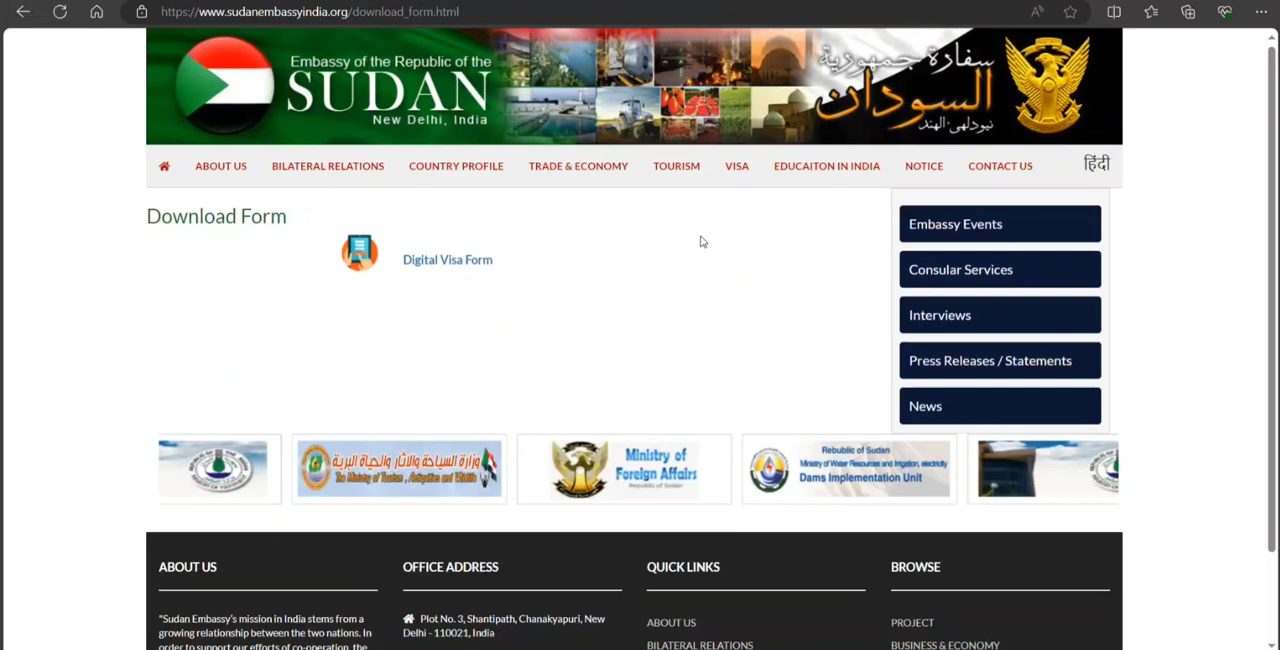 https://www.sudanembassyindia.org/download_form.html
Embassy of the Republic of the
SUDAN
New Delhi, India
سفارة جمهورية
السودان
نيودلهي - الهند
ABOUT US
BILATERAL RELATIONS
COUNTRY PROFILE
TRADE & ECONOMY
TOURISM
VISA
EDUCAITON IN INDIA
NOTICE
CONTACT US
हिंदी
Download Form
Digital Visa Form
Embassy Events
Consular Services
Interviews
Press Releases / Statements
News
وزارة السياحة والآثار والحياة البرية
The Ministry of Tourism , Antiquities and Wildlife
Ministry of
Foreign Affairs
Republic of Sudan
Rebublic of Sudan
Ministry of Water Resources and Irrigation, electricity
Dams Implementation Unit
ABOUT US
"Sudan Embassy's mission in India stems from a
growing relationship between the two nations. In
order to support our efforts of co-operation, the
OFFICE ADDRESS
Plot No. 3, Shantipath, Chanakyapuri, New
Delhi - 110021, India
QUICK LINKS
ABOUT US
BILATERAL RELATIONS
BROWSE
PROJECT
BUSINESS & ECONOMY